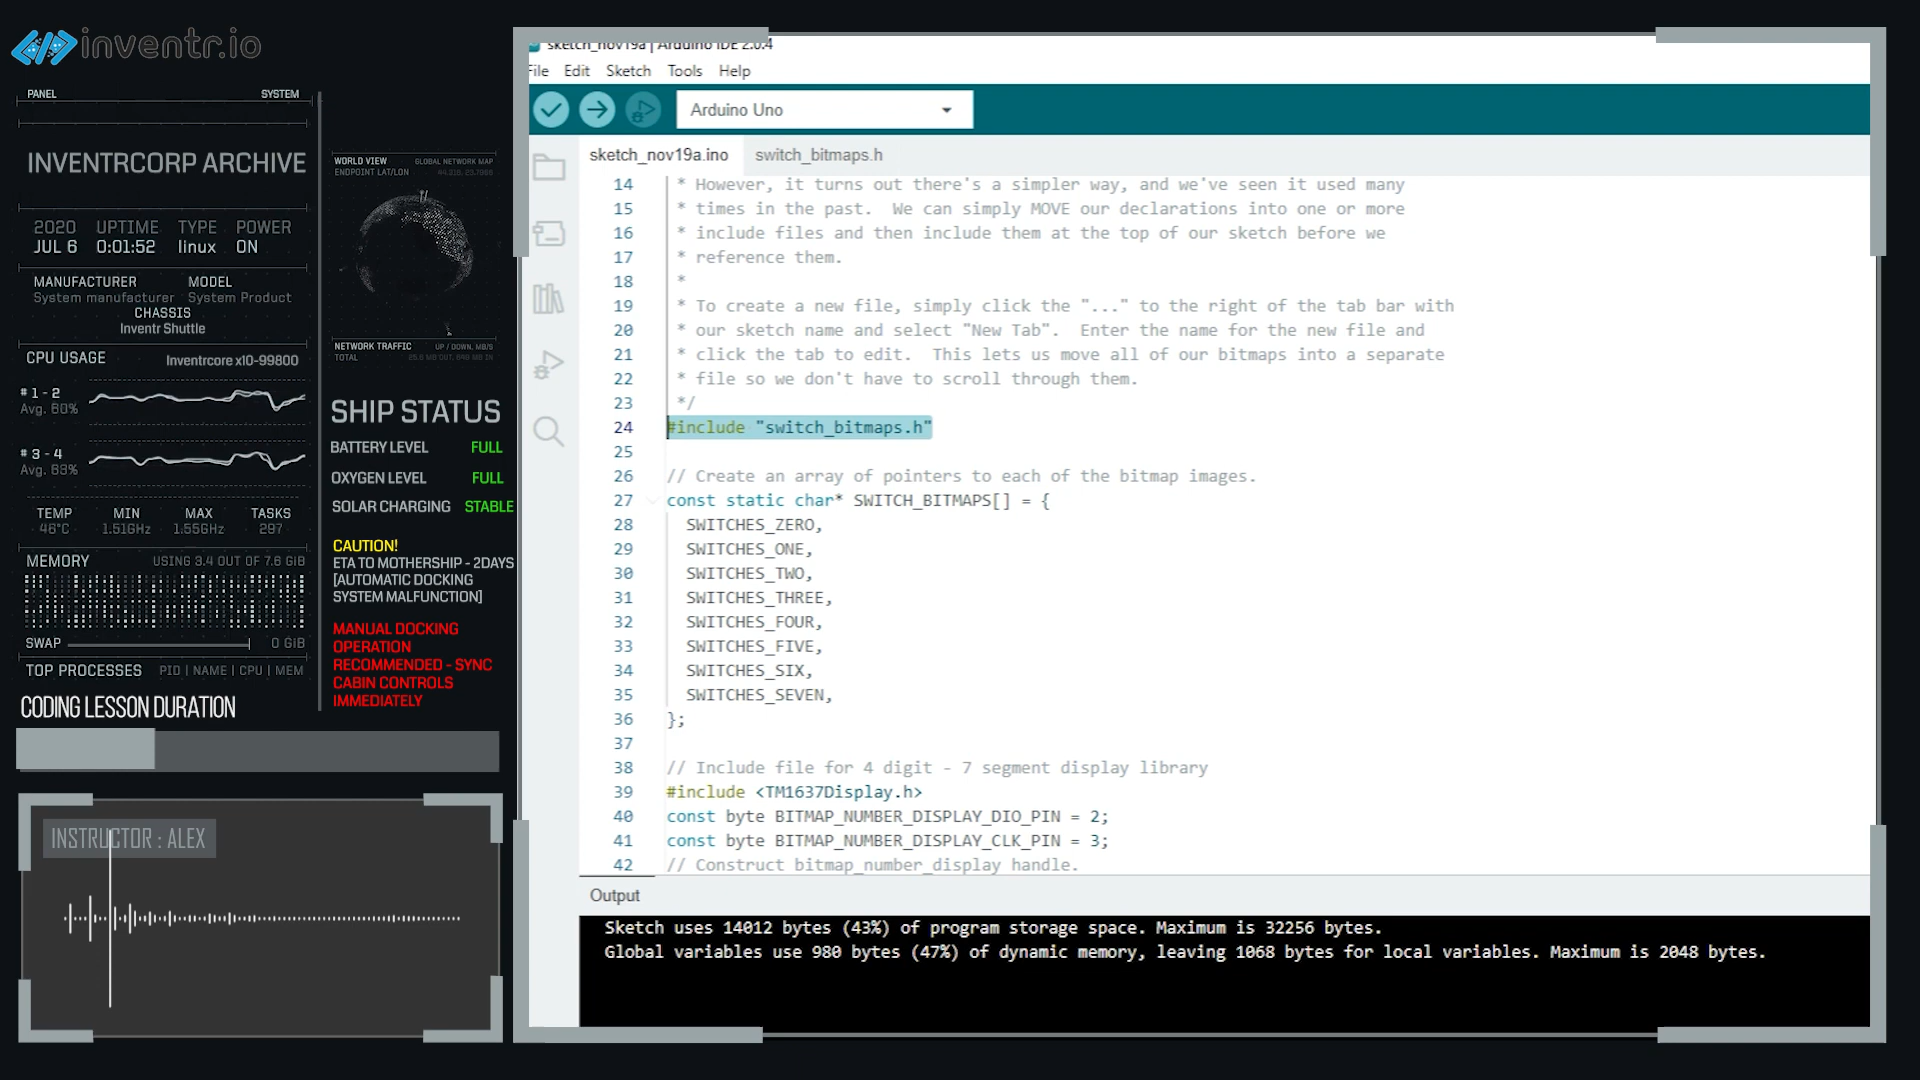 inventr.io
PANEL SYSTEM
INVENTRCORP ARCHIVE
2020 UPTIME TYPE POWER
JUL 6 0:01:52 linux ON
MANUFACTURER MODEL
System manufacturer System Product
CHASSIS
Inventr Shuttle
CPU USAGE Inventrcore x10-99800
# 1 - 2
Avg. 60%
# 3 - 4
TEMP MIN MAX TASKS
46°C 1.51GHz 1.55GHz 297
MEMORY USING 3.4 OUT OF 7.6 GiB
SWAP 0 GiB
TOP PROCESSES PID | NAME | CPU | MEM
CODING LESSON DURATION
INSTRUCTOR : ALEX
WORLD VIEW GLOBAL NETWORK MAP
ENDPOINT LAT/LON
NETWORK TRAFFIC UP / DOWN, MB/S
TOTAL
SHIP STATUS
BATTERY LEVEL FULL
OXYGEN LEVEL FULL
SOLAR CHARGING STABLE
CAUTION!
ETA TO MOTHERSHIP - 2DAYS
[AUTOMATIC DOCKING
SYSTEM MALFUNCTION]
MANUAL DOCKING
OPERATION
RECOMMENDED - SYNC
CABIN CONTROLS
IMMEDIATELY
sketch_nov19a | Arduino IDE 2.0.4
File Edit Sketch Tools Help
Arduino Uno
sketch_nov19a.ino switch_bitmaps.h
14 * However, it turns out there's a simpler way, and we've seen it used many
15 * times in the past. We can simply MOVE our declarations into one or more
16 * include files and then include them at the top of our sketch before we
17 * reference them.
18 *
19 * To create a new file, simply click the "..." to the right of the tab bar with
20 * our sketch name and select "New Tab". Enter the name for the new file and
21 * click the tab to edit. This lets us move all of our bitmaps into a separate
22 * file so we don't have to scroll through them.
23 */
24 #include "switch_bitmaps.h"
25
26 // Create an array of pointers to each of the bitmap images.
27 const static char* SWITCH_BITMAPS[] = {
28 SWITCHES_ZERO,
29 SWITCHES_ONE,
30 SWITCHES_TWO,
31 SWITCHES_THREE,
32 SWITCHES_FOUR,
33 SWITCHES_FIVE,
34 SWITCHES_SIX,
35 SWITCHES_SEVEN,
36 };
37
38 // Include file for 4 digit - 7 segment display library
39 #include <TM1637Display.h>
40 const byte BITMAP_NUMBER_DISPLAY_DIO_PIN = 2;
41 const byte BITMAP_NUMBER_DISPLAY_CLK_PIN = 3;
42 // Construct bitmap_number_display handle.
Output
Sketch uses 14012 bytes (43%) of program storage space. Maximum is 32256 bytes.
Global variables use 980 bytes (47%) of dynamic memory, leaving 1068 bytes for local variables. Maximum is 2048 bytes.